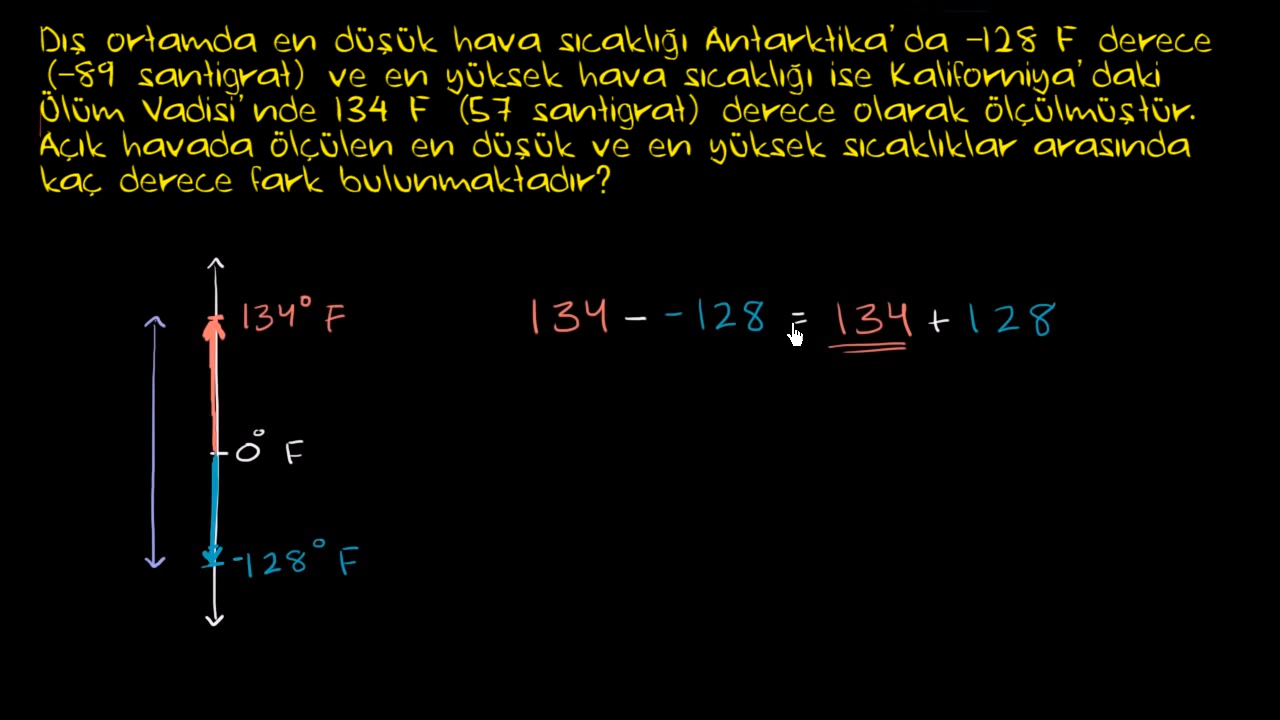 Dış ortamda en düşük hava sıcaklığı Antarktika'da -128 F derece
(-89 santigrat) ve en yüksek hava sıcaklığı ise Kaliforniya'daki
Ülüm Vadisi'nde 134 F (57 santigrat) derece olarak ölçülmüştür.
Açık havada ölçülen en düşük ve en yüksek sıcaklıklar arasında
kaç derece fark bulunmaktadır?
134° F
134 - -128 = 134 + 128
0° F
-128° F